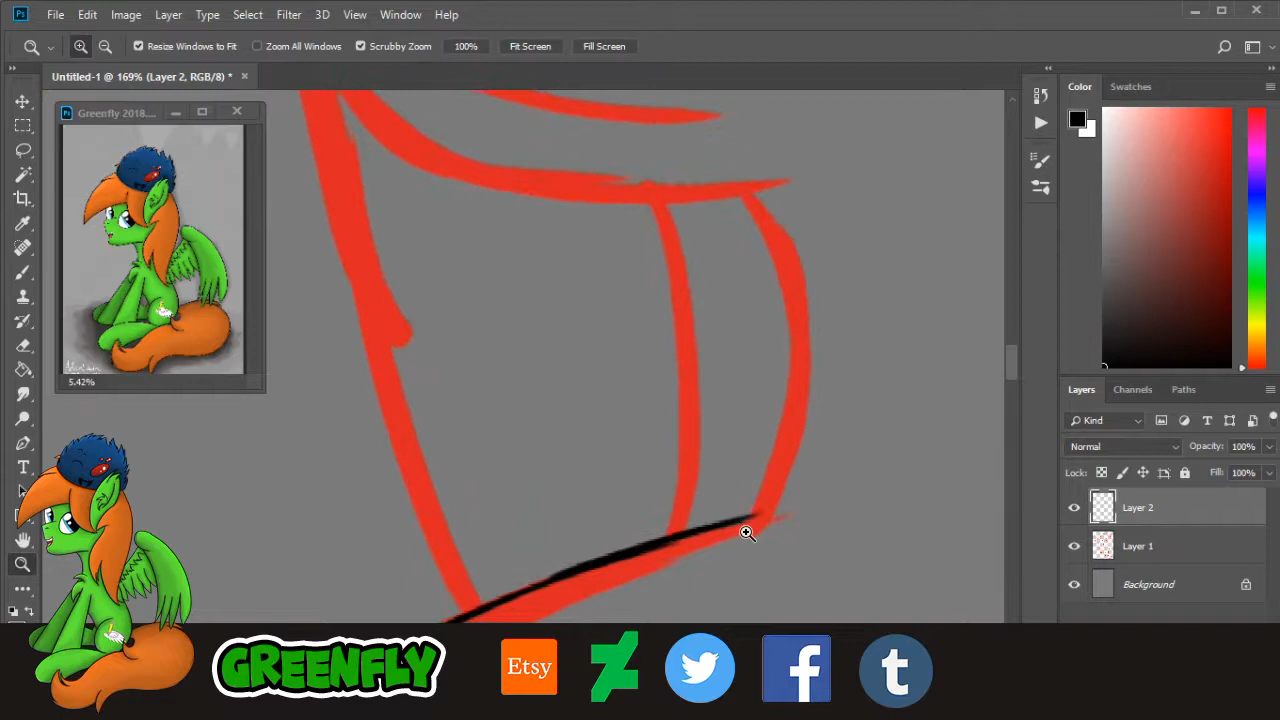 Ps File Edit Image Layer Type Select Filter 3D View Window Help
Resize Windows to Fit Zoom All Windows Scrubby Zoom 100% Fit Screen Fill Screen
Untitled-1 @ 169% (Layer 2, RGB/8) *
Ps Greenfly 2018....
5.42%
Color Swatches
Layers Channels Paths
Kind
Normal Opacity: 100%
Lock: Fill: 100%
Layer 2
Layer 1
Background
GREENFLY Etsy f t